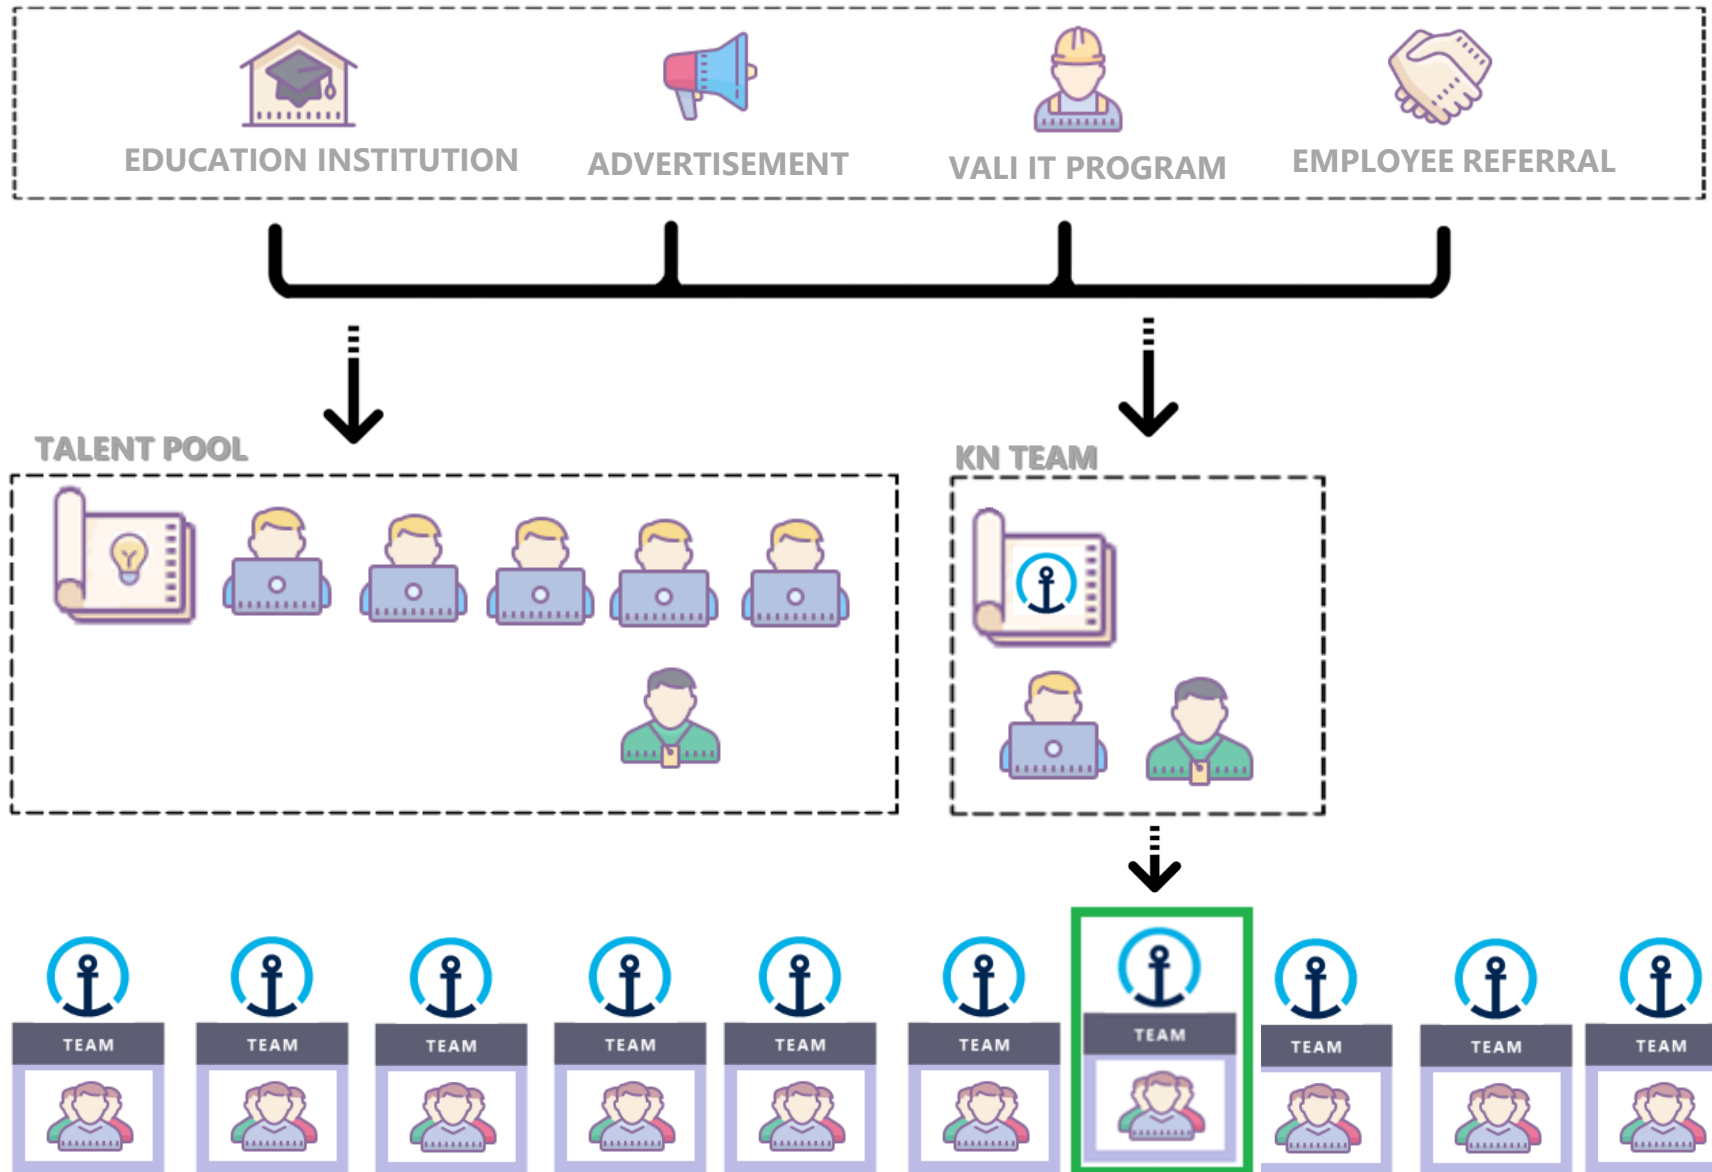 EDUCATION INSTITUTION
ADVERTISEMENT
VALI IT PROGRAM
EMPLOYEE REFERRAL
TALENT POOL
KN TEAM
TEAM
TEAM
TEAM
TEAM
TEAM
TEAM
TEAM
TEAM
TEAM
TEAM